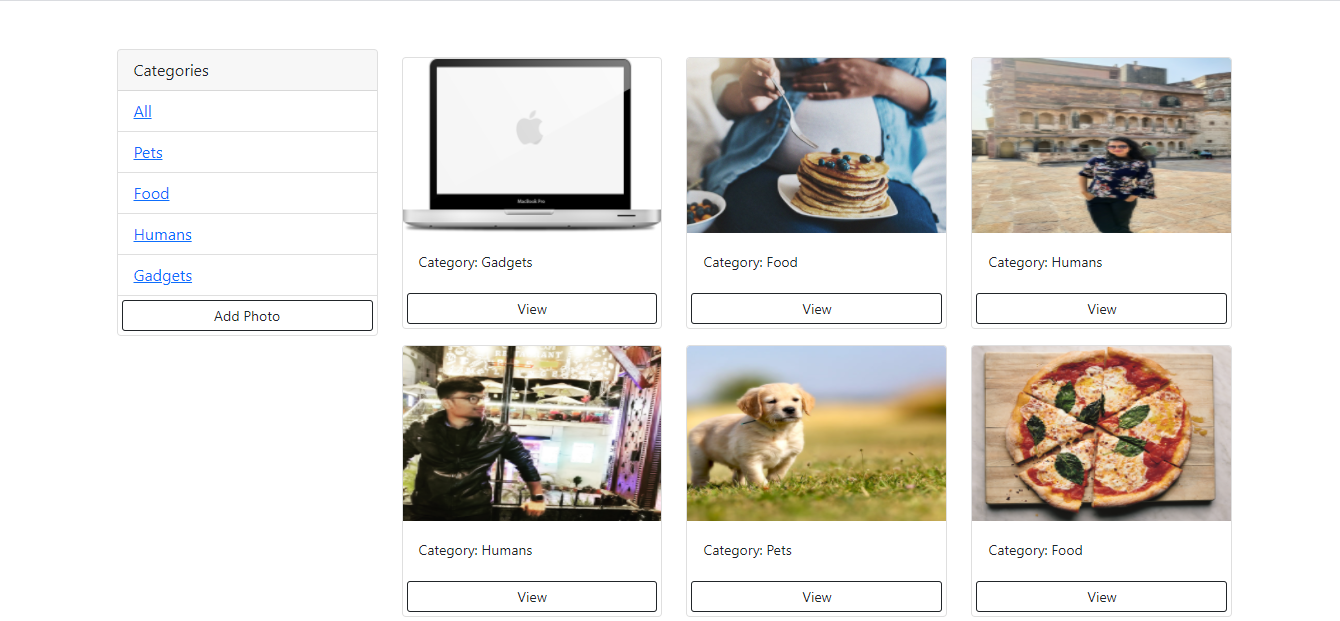 Categories
All
Pets
Food
Humans
Gadgets
Add Photo
MacBook Pro
Category: Gadgets
View
Category: Food
View
Category: Humans
View
RESTAURANT
Category: Humans
View
Category: Pets
View
Category: Food
View